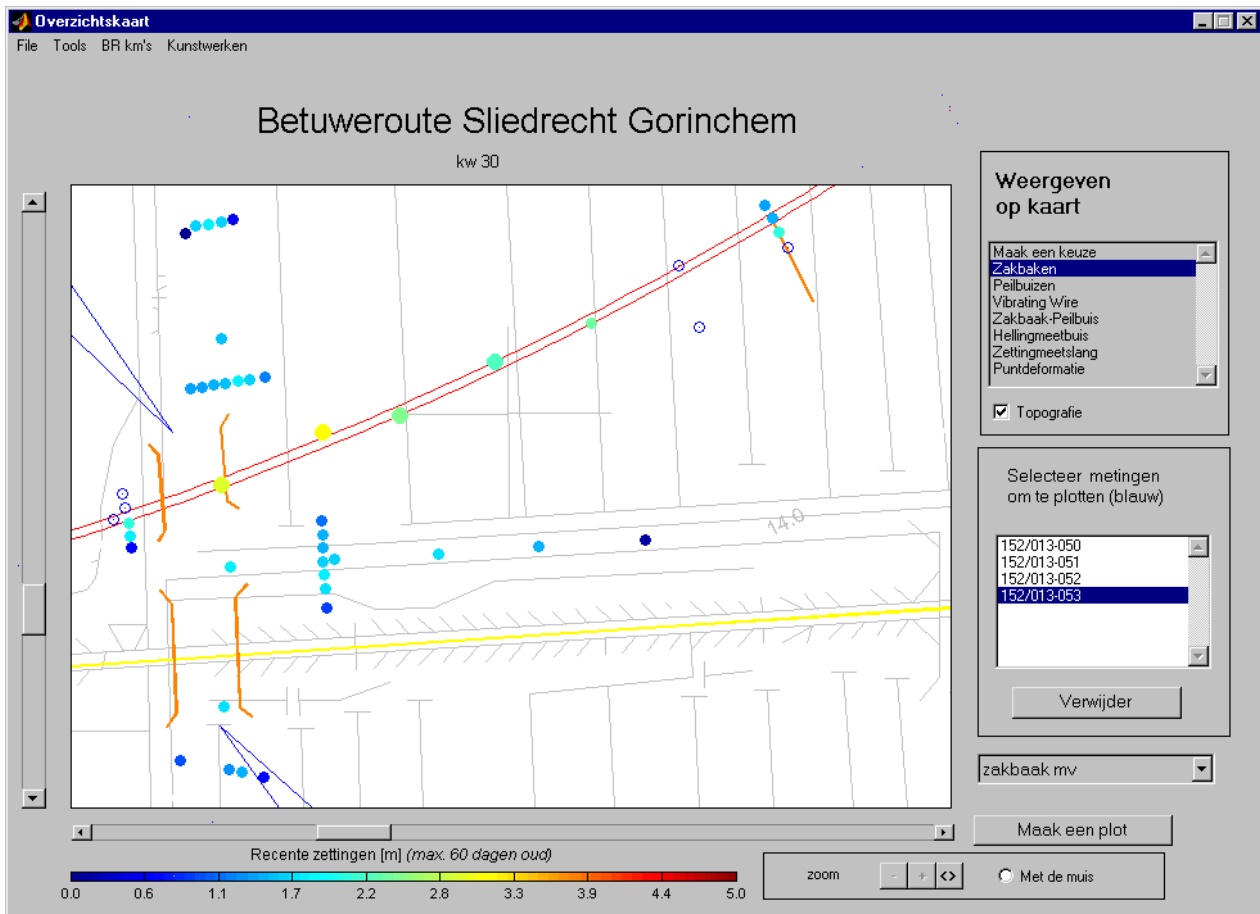 Overzichtskaart
File Tools BR km's Kunstwerken
Betuweroute Sliedrecht Gorinchem
kw 30
14.0
Weergeven
op kaart
Maak een keuze
Zakbaken
Peilbuizen
Vibrating Wire
Zakbaak-Peilbuis
Hellingmeetbuis
Zettingmeetslang
Puntdeformatie
Topografie
Selecteer metingen
om te plotten (blauw)
152/013-050
152/013-051
152/013-052
152/013-053
Verwijder
zakbaak mv
Maak een plot
Recente zettingen [m] (max. 60 dagen oud)
0.0 0.6 1.1 1.7 2.2 2.8 3.3 3.9 4.4 5.0
zoom - + <> Met de muis